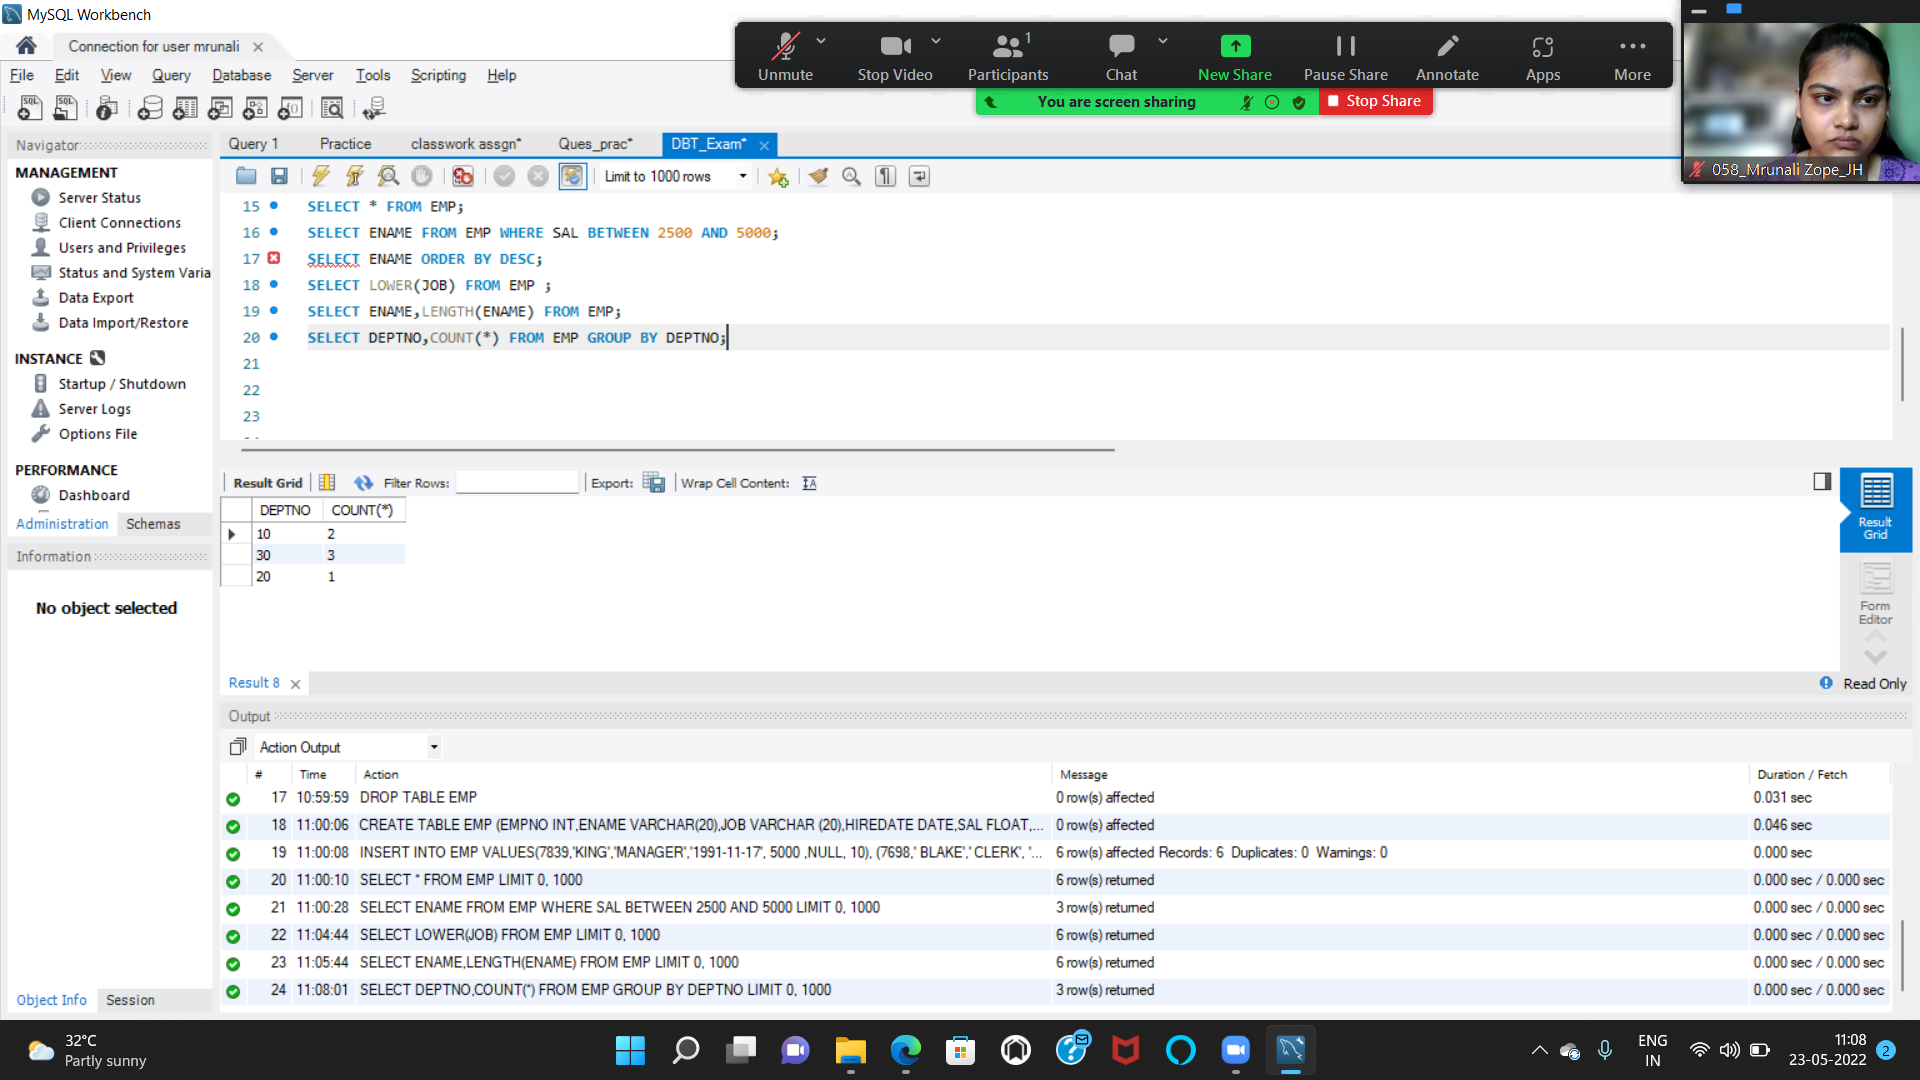 MySQL Workbench
Connection for user mrunali
File Edit View Query Database Server Tools Scripting Help
Unmute Stop Video Participants 1 Chat New Share Pause Share Annotate Apps More
You are screen sharing Stop Share
058_Mrunali Zope_JH
Navigator
MANAGEMENT
Server Status
Client Connections
Users and Privileges
Status and System Varia
Data Export
Data Import/Restore
INSTANCE
Startup / Shutdown
Server Logs
Options File
PERFORMANCE
Dashboard
Administration Schemas
Information
No object selected
Object Info Session
Query 1 Practice classwork assgn* Ques_prac* DBT_Exam*
Limit to 1000 rows
15 SELECT * FROM EMP;
16 SELECT ENAME FROM EMP WHERE SAL BETWEEN 2500 AND 5000;
17 SELECT ENAME ORDER BY DESC;
18 SELECT LOWER(JOB) FROM EMP ;
19 SELECT ENAME,LENGTH(ENAME) FROM EMP;
20 SELECT DEPTNO,COUNT(*) FROM EMP GROUP BY DEPTNO;
21
22
23
Result Grid Filter Rows: Export: Wrap Cell Content:
DEPTNO COUNT(*)
10 2
30 3
20 1
Result Grid
Form Editor
Result 8 Read Only
Output
Action Output
# Time Action Message Duration / Fetch
17 10:59:59 DROP TABLE EMP 0 row(s) affected 0.031 sec
18 11:00:06 CREATE TABLE EMP (EMPNO INT,ENAME VARCHAR(20),JOB VARCHAR (20),HIREDATE DATE,SAL FLOAT,... 0 row(s) affected 0.046 sec
19 11:00:08 INSERT INTO EMP VALUES(7839,'KING','MANAGER','1991-11-17', 5000 ,NULL, 10), (7698,' BLAKE',' CLERK', '... 6 row(s) affected Records: 6 Duplicates: 0 Warnings: 0 0.000 sec
20 11:00:10 SELECT * FROM EMP LIMIT 0, 1000 6 row(s) returned 0.000 sec / 0.000 sec
21 11:00:28 SELECT ENAME FROM EMP WHERE SAL BETWEEN 2500 AND 5000 LIMIT 0, 1000 3 row(s) returned 0.000 sec / 0.000 sec
22 11:04:44 SELECT LOWER(JOB) FROM EMP LIMIT 0, 1000 6 row(s) returned 0.000 sec / 0.000 sec
23 11:05:44 SELECT ENAME,LENGTH(ENAME) FROM EMP LIMIT 0, 1000 6 row(s) returned 0.000 sec / 0.000 sec
24 11:08:01 SELECT DEPTNO,COUNT(*) FROM EMP GROUP BY DEPTNO LIMIT 0, 1000 3 row(s) returned 0.000 sec / 0.000 sec
32°C
Partly sunny
ENG
IN
11:08
23-05-2022
2